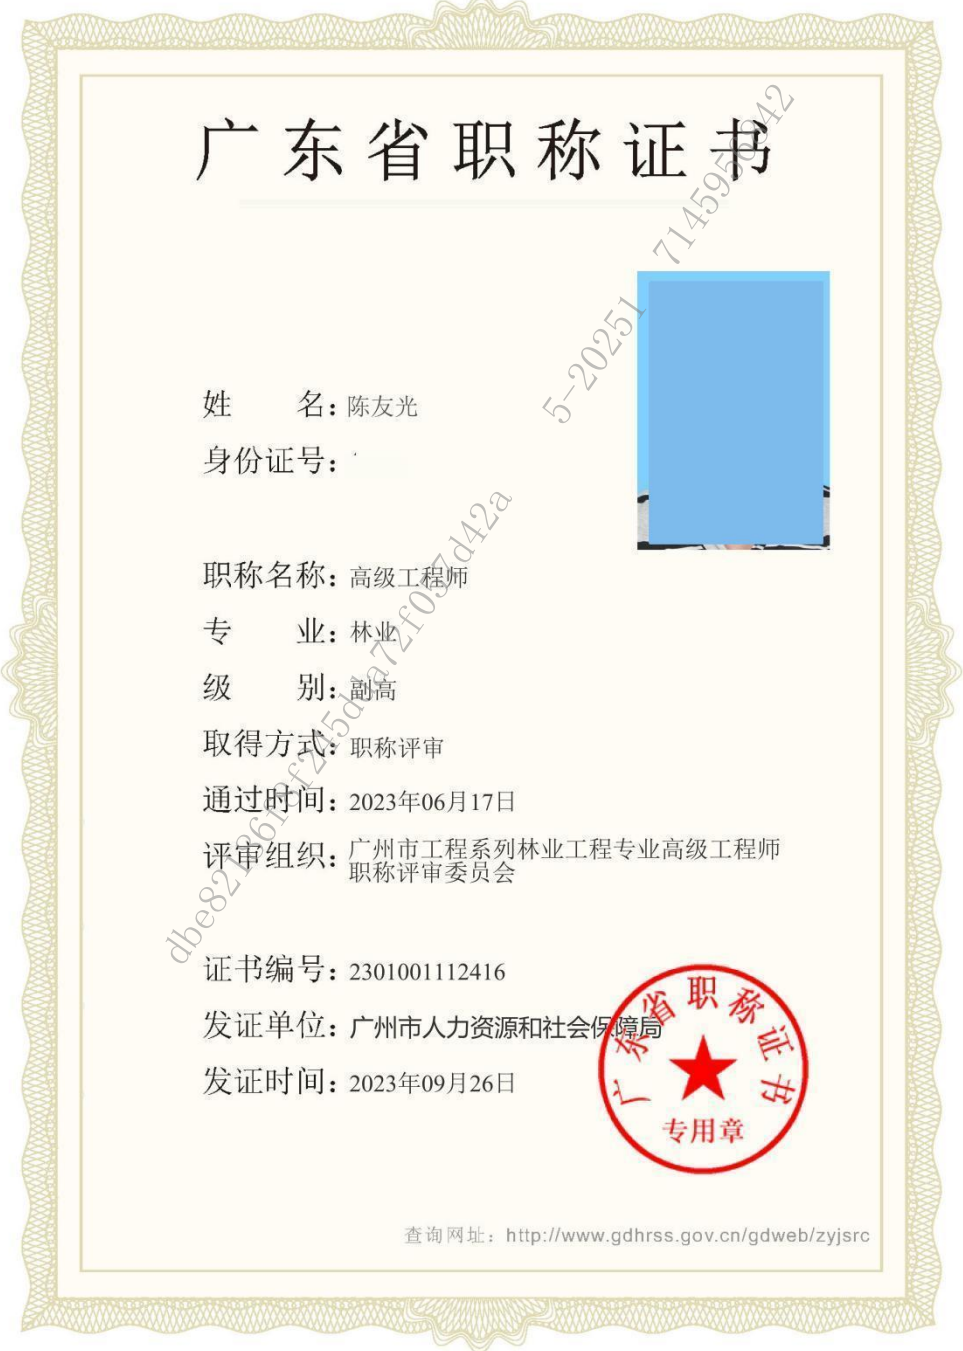 广东省职称证书
姓 名：陈友光
身份证号：
职称名称：高级工程师
专 业：林业
级 别：副高
取得方式：职称评审
通过时间：2023年06月17日
评审组织：广州市工程系列林业工程专业高级工程师
职称评审委员会
证书编号：2301001112416
发证单位：广州市人力资源和社会保障局
发证时间：2023年09月26日
广东省职称证书
专用章
查询网址：http://www.gdhrss.gov.cn/gdweb/zyjsrc